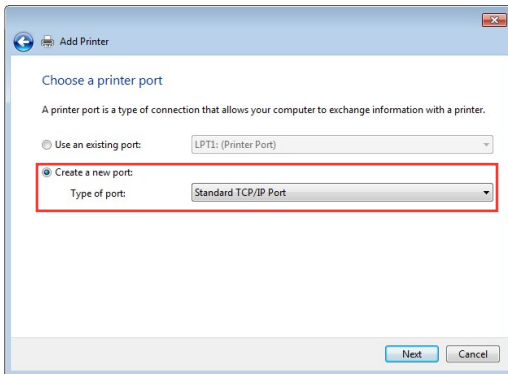 Add Printer
Choose a printer port
A printer port is a type of connection that allows your computer to exchange information with a printer.
Use an existing port: LPT1: (Printer Port)
Create a new port:
Type of port: Standard TCP/IP Port
Next Cancel